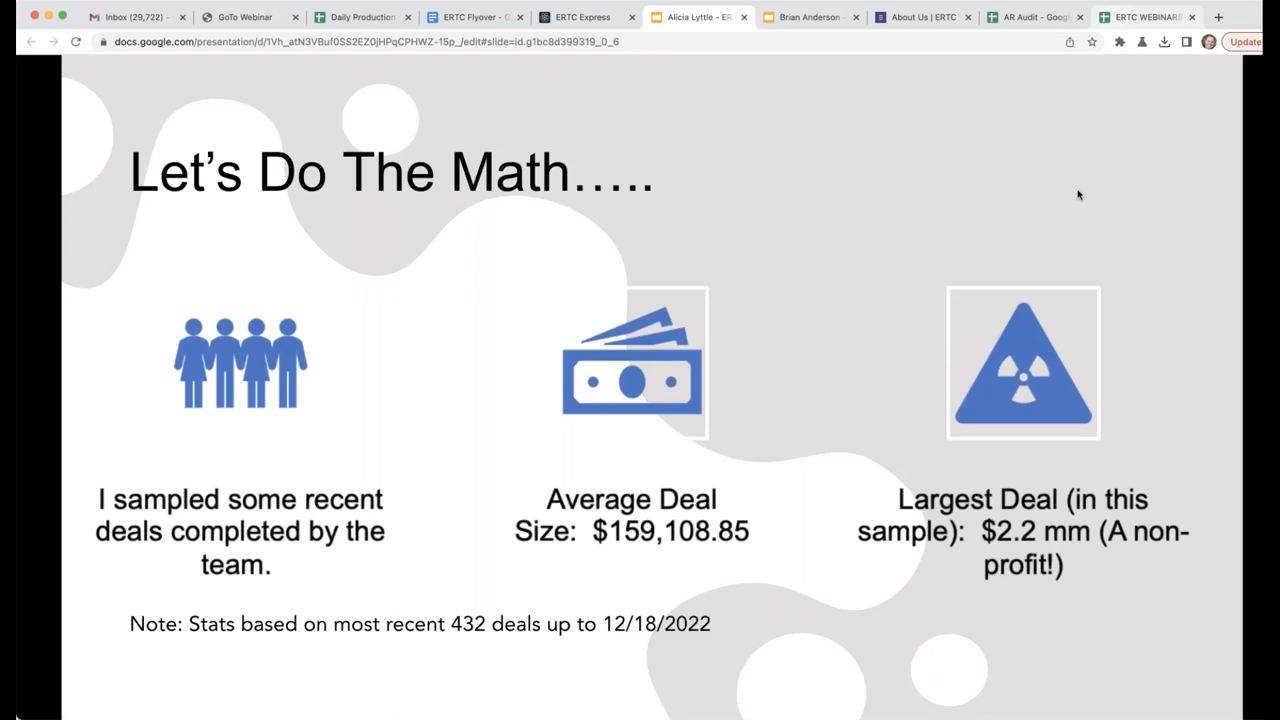 Inbox (29,722) -
GoTo Webinar
Daily Production
ERTC Flyover - G
ERTC Express
Alicia Lyttle - ER
Brian Anderson -
About Us | ERTC
AR Audit - Googl
ERTC WEBINARS
docs.google.com/presentation/d/1Vh_atN3VBuf0SS2EZ0jHPqCPHWZ-15p_/edit#slide=id.g1bc8d399319_0_6
Update
Let's Do The Math…..
I sampled some recent
deals completed by the
team.
Average Deal
Size: $159,108.85
Largest Deal (in this
sample): $2.2 mm (A non-
profit!)
Note: Stats based on most recent 432 deals up to 12/18/2022